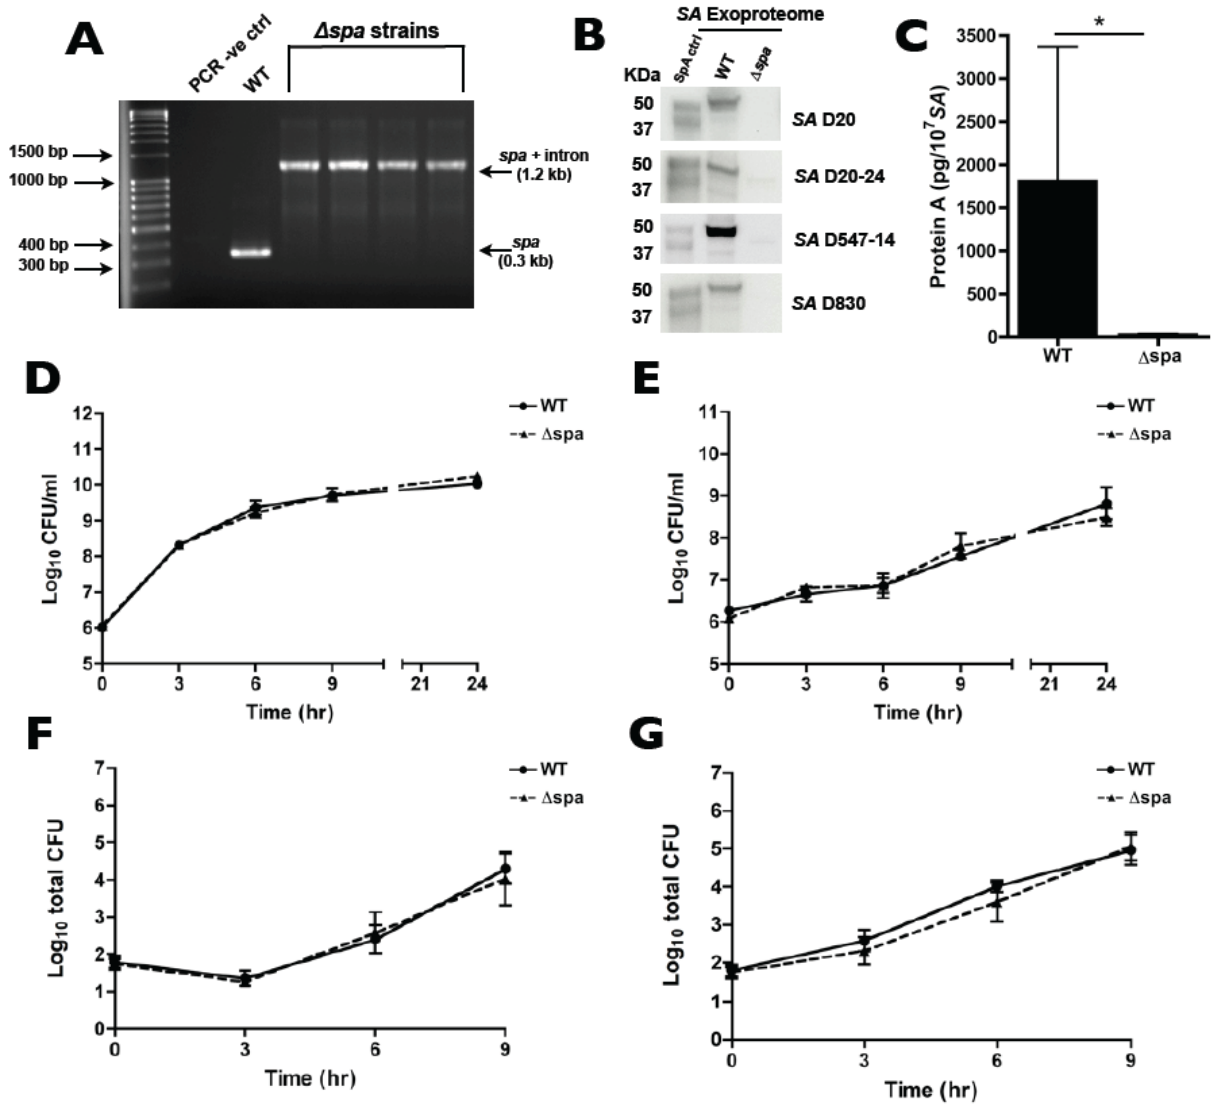 A
PCR -ve ctrl
WT
Δspa strains
1500 bp
1000 bp
400 bp
300 bp
spa + intron
(1.2 kb)
spa
(0.3 kb)
B
SA Exoproteome
KDa
SpA ctrl
WT
Δspa
50
37
SA D20
50
37
SA D20-24
50
37
SA D547-14
50
37
SA D830
C
*
Protein A (pg/10⁷ SA)
3500
3000
2500
2000
1500
1000
500
0
WT
Δspa
D
WT
Δspa
Log₁₀ CFU/ml
12
11
10
9
8
7
6
5
0 3 6 9 21 24
Time (hr)
E
WT
Δspa
Log₁₀ CFU/ml
11
10
9
8
7
6
5
0 3 6 9 21 24
Time (hr)
F
WT
Δspa
Log₁₀ total CFU
7
6
5
4
3
2
1
0
0 3 6 9
Time (hr)
G
WT
Δspa
Log₁₀ total CFU
7
6
5
4
3
2
1
0
0 3 6 9
Time (hr)